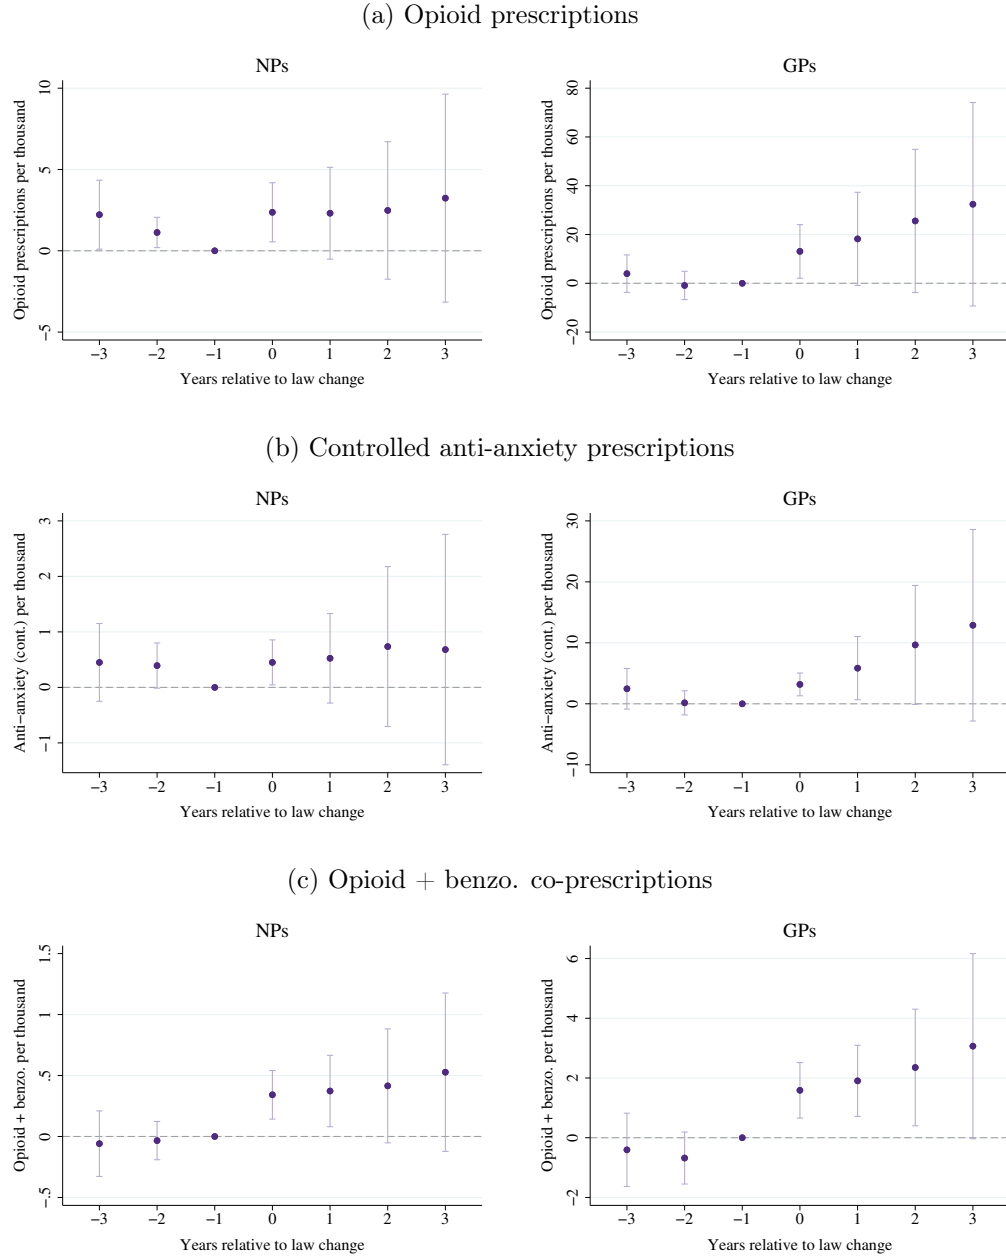 (a) Opioid prescriptions
NPs
Opioid prescriptions per thousand
10
5
0
−5
−3 −2 −1 0 1 2 3
Years relative to law change
GPs
Opioid prescriptions per thousand
80
60
40
20
0
−20
−3 −2 −1 0 1 2 3
Years relative to law change
(b) Controlled anti-anxiety prescriptions
NPs
Anti−anxiety (cont.) per thousand
3
2
1
0
−1
−3 −2 −1 0 1 2 3
Years relative to law change
GPs
Anti−anxiety (cont.) per thousand
30
20
10
0
−10
−3 −2 −1 0 1 2 3
Years relative to law change
(c) Opioid + benzo. co-prescriptions
NPs
Opioid + benzo. per thousand
1.5
1
.5
0
−.5
−3 −2 −1 0 1 2 3
Years relative to law change
GPs
Opioid + benzo. per thousand
6
4
2
0
−2
−3 −2 −1 0 1 2 3
Years relative to law change